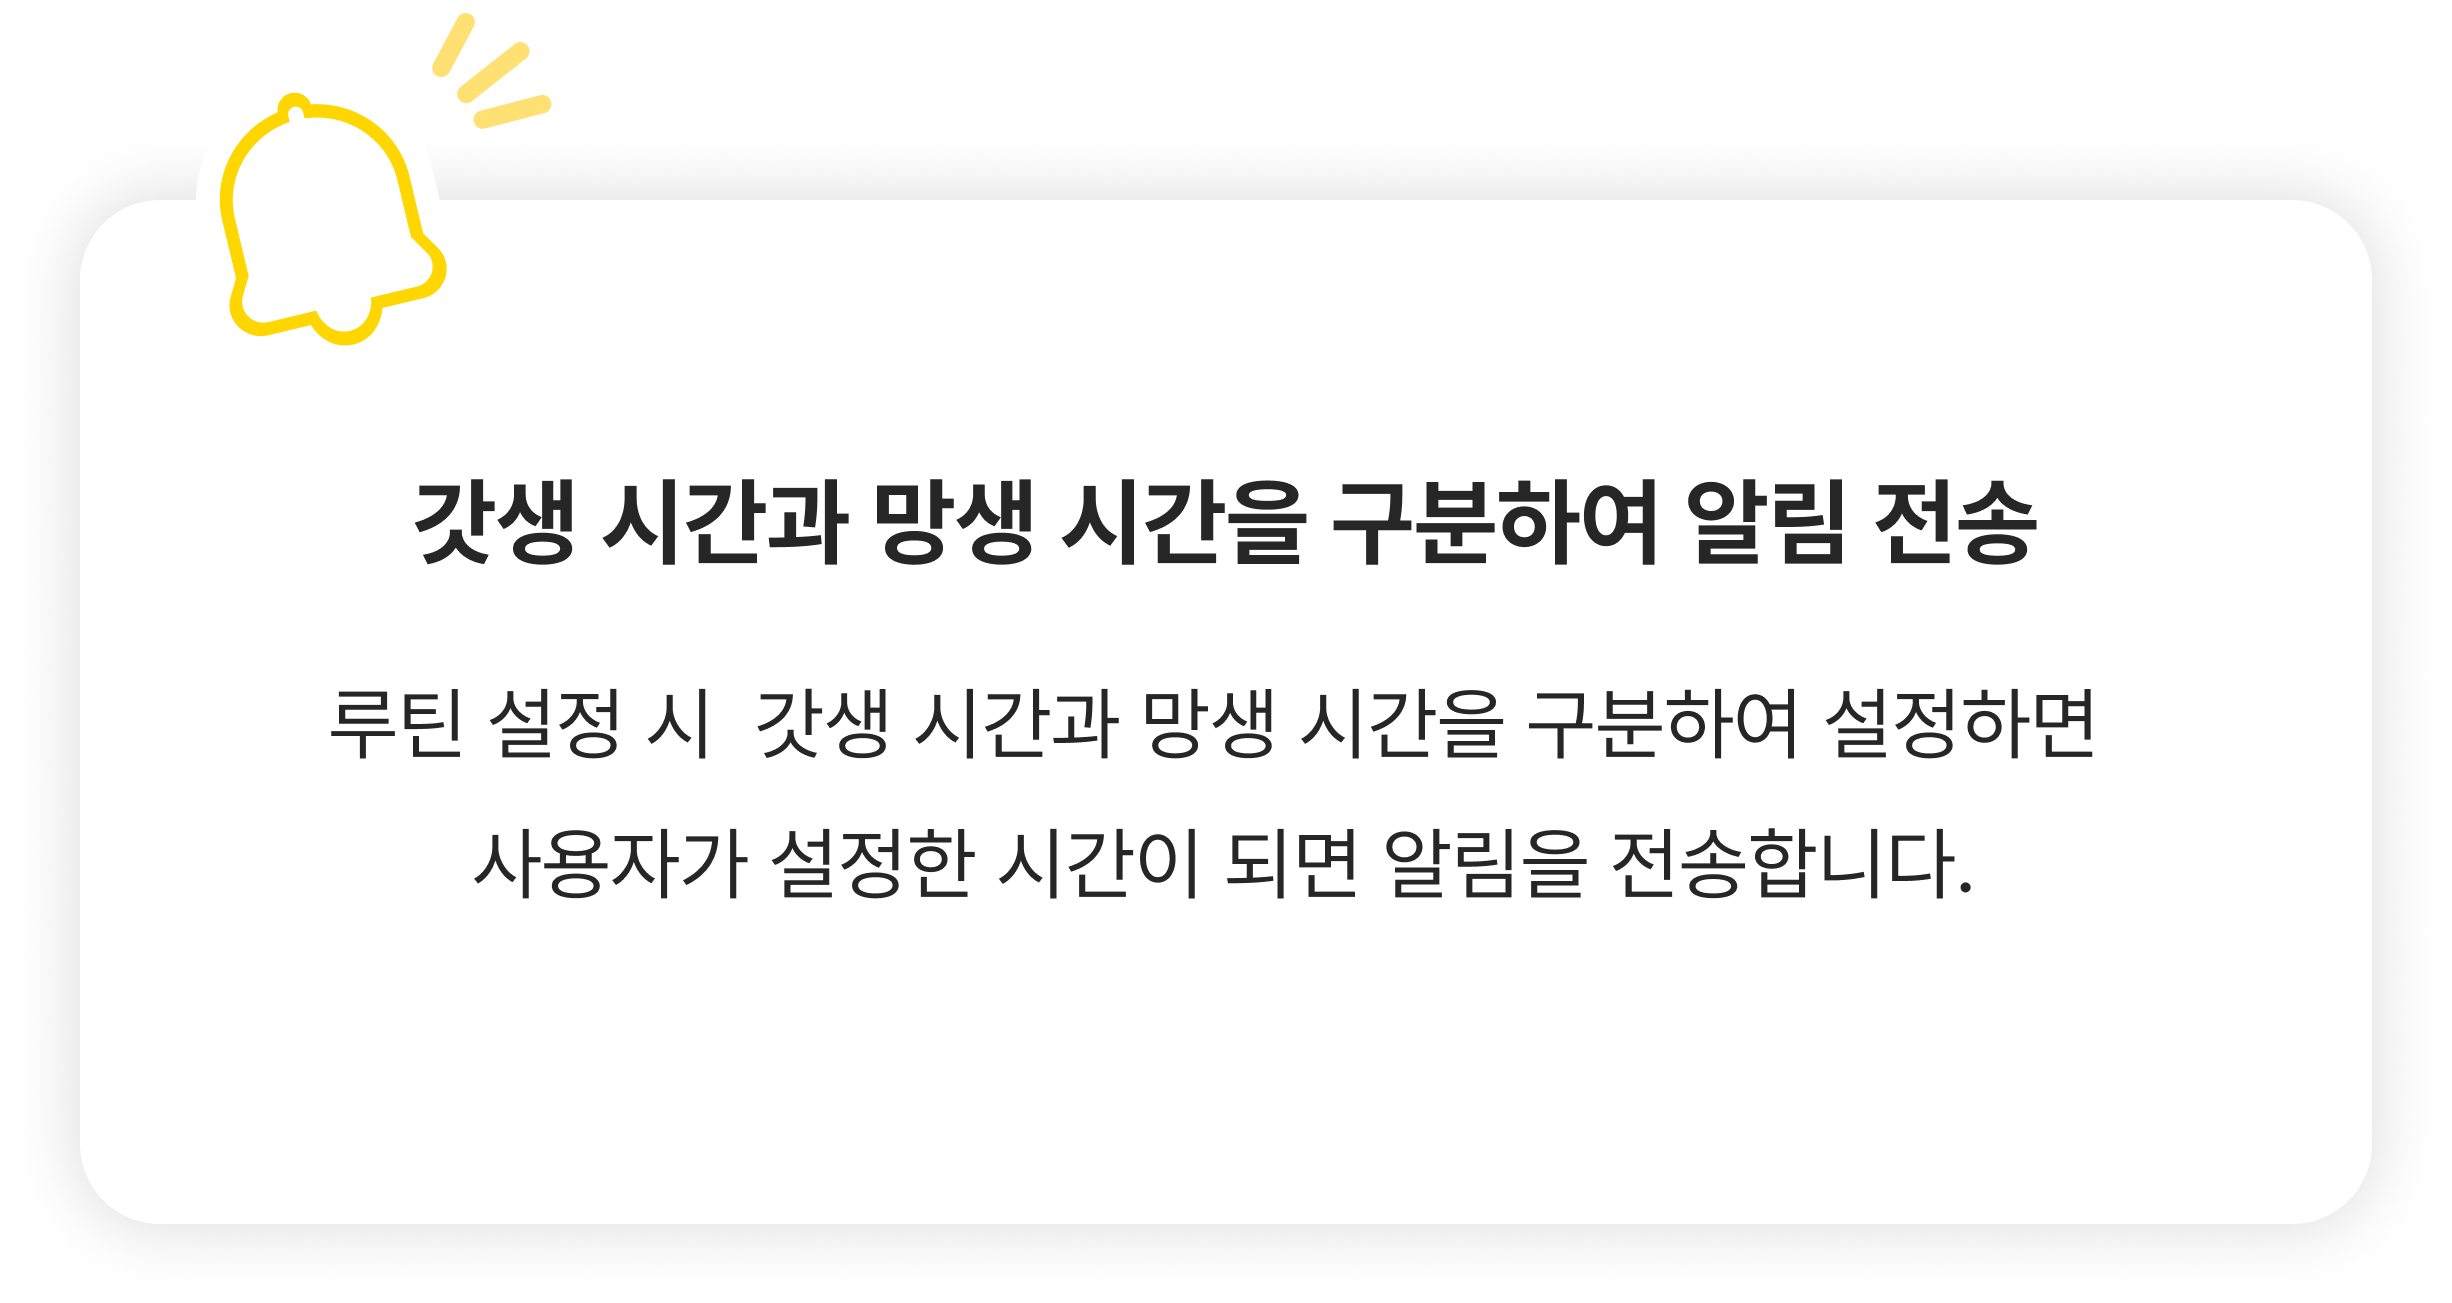 갓생 시간과 망생 시간을 구분하여 알림 전송
루틴 설정 시  갓생 시간과 망생 시간을 구분하여 설정하면
사용자가 설정한 시간이 되면 알림을 전송합니다.